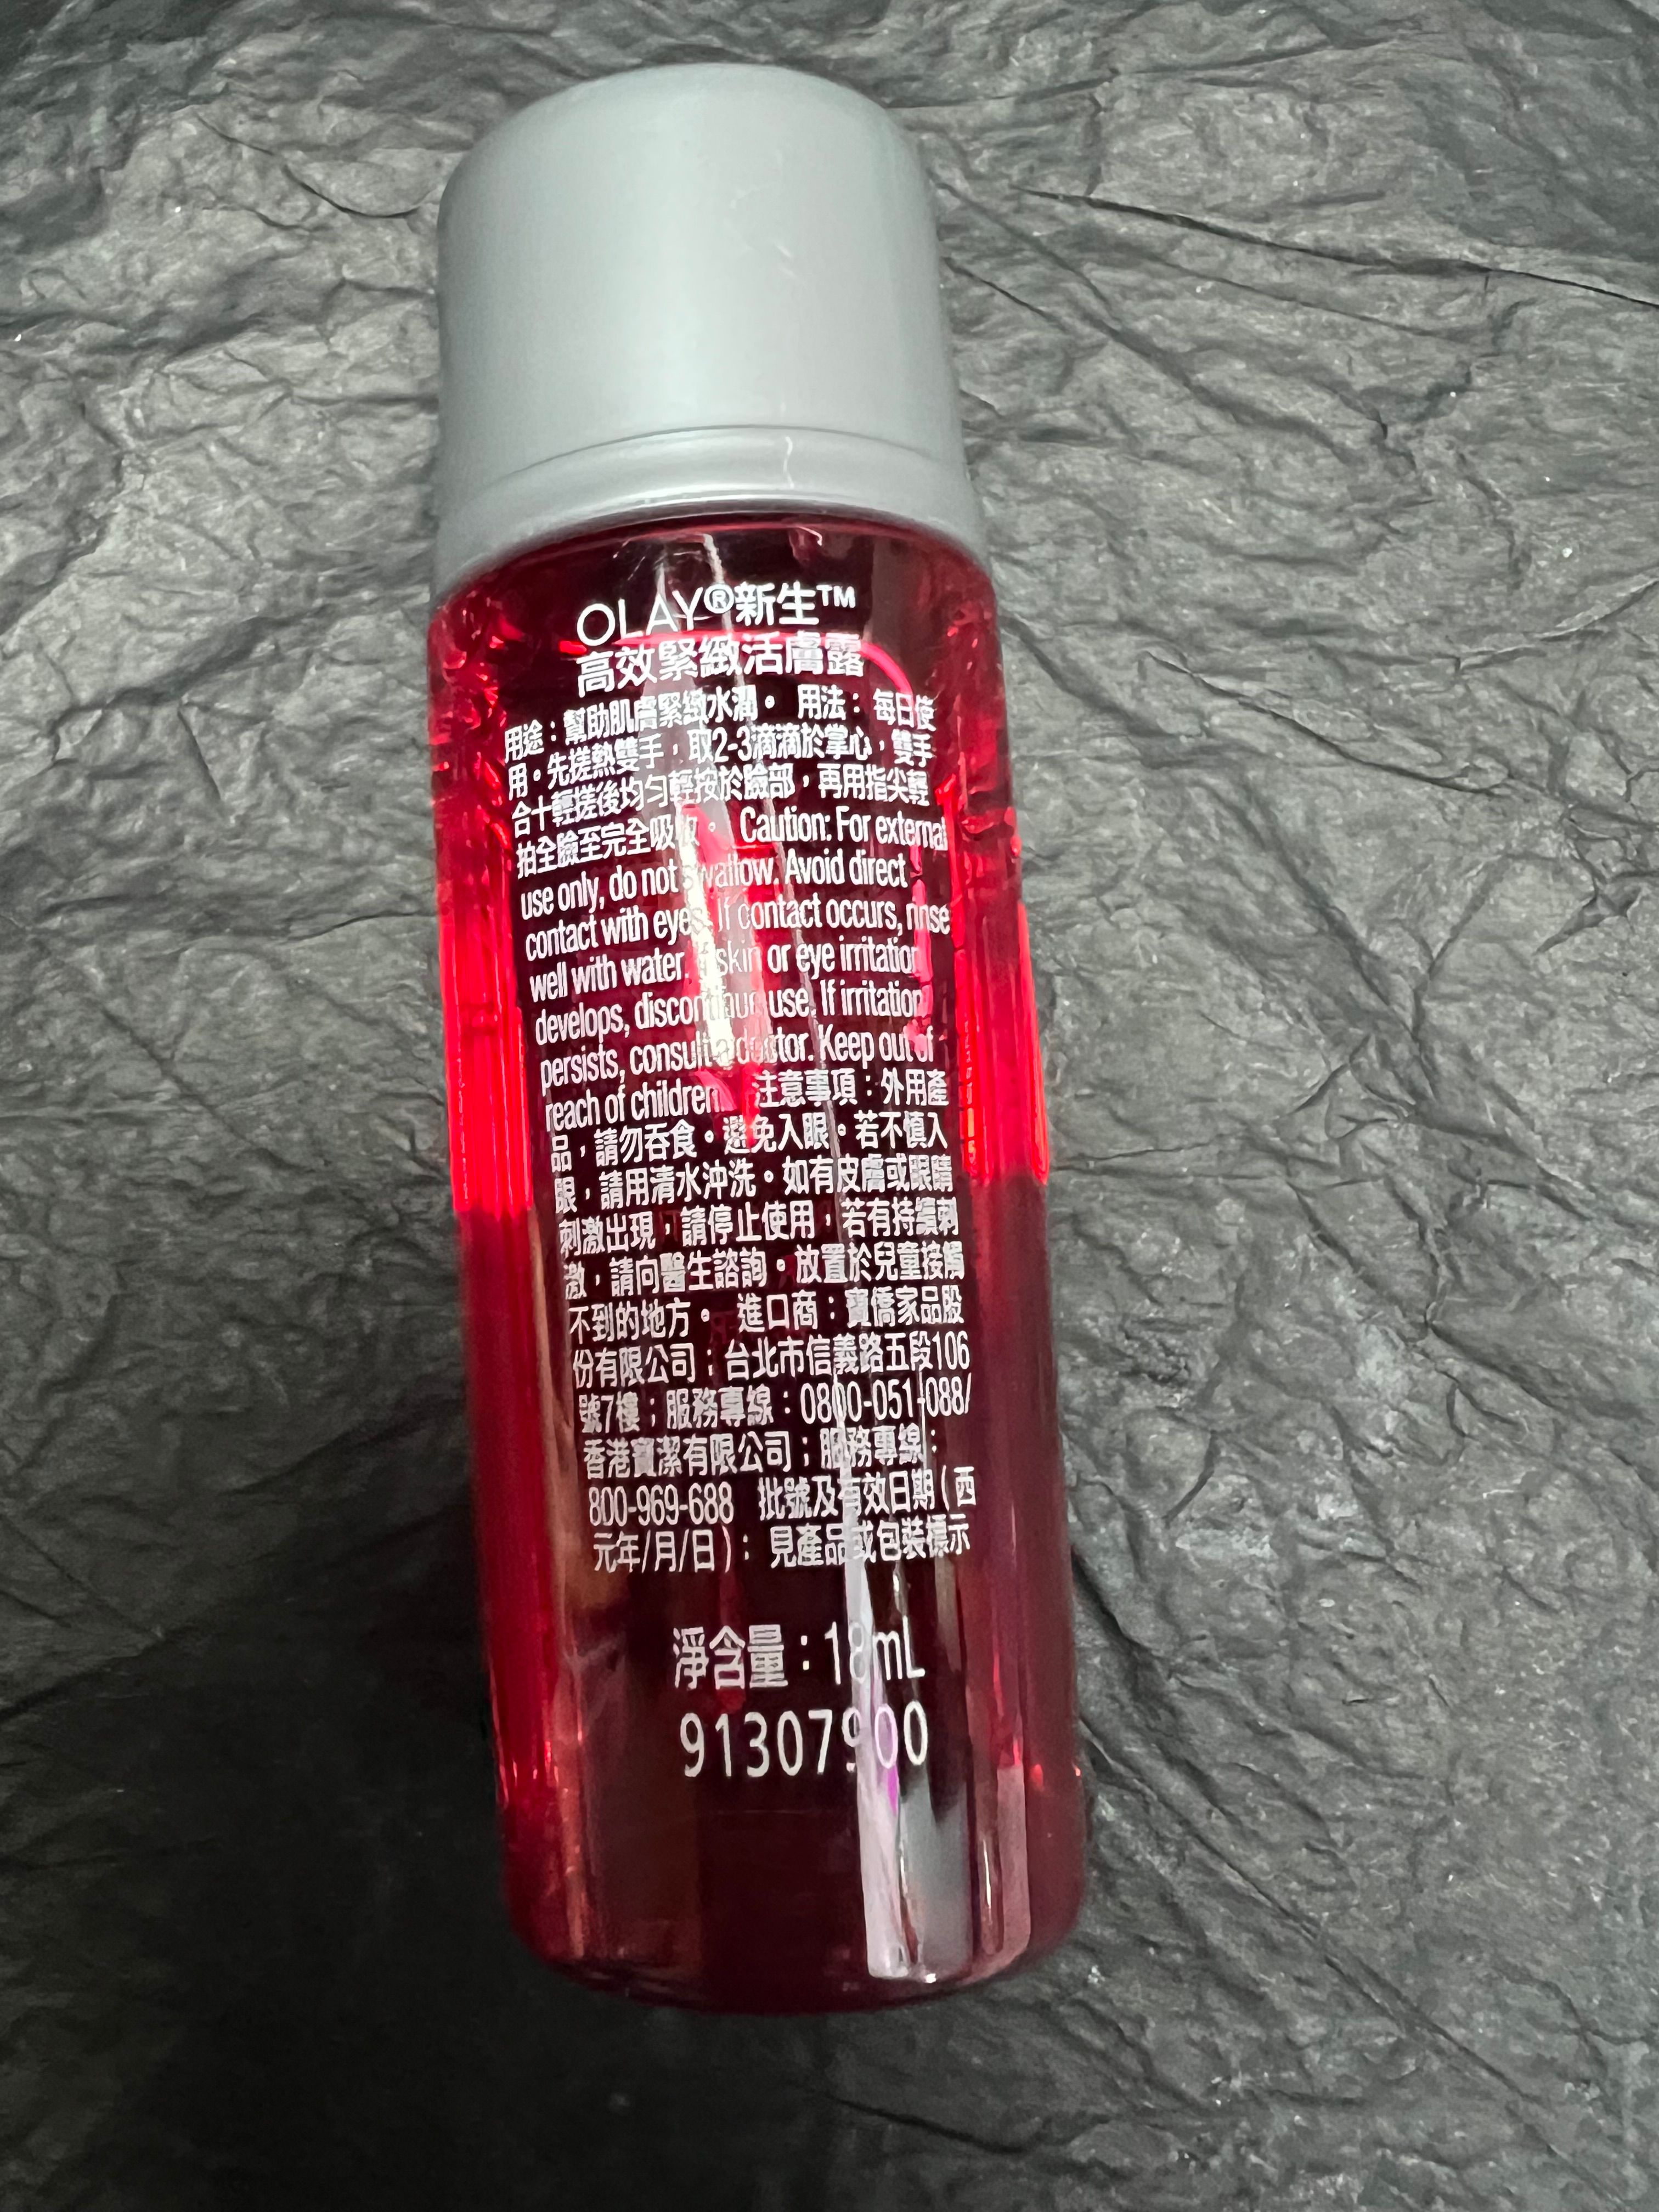 OLAY®新生™
高效緊緻活膚露
用途：幫助肌膚緊緻水潤。 用法：每日使
用。先搓熱雙手，取2-3滴滴於掌心，雙手
合十輕搓後均勻輕按於臉部，再用指尖輕
拍全臉至完全吸收。 Caution: For external
use only, do not swallow. Avoid direct
contact with eyes. If contact occurs, rinse
well with water. If skin or eye irritation
develops, discontinue use. If irritation
persists, consult a doctor. Keep out of
reach of children. 注意事項：外用產
品，請勿吞食。避免入眼。若不慎入
眼，請用清水沖洗。如有皮膚或眼睛
刺激出現，請停止使用，若有持續刺
激，請向醫生諮詢。放置於兒童接觸
不到的地方。 進口商：寶僑家品股
份有限公司；台北市信義路五段106
號7樓；服務專線：0800-051-088/
香港寶潔有限公司；服務專線：
800-969-688 批號及有效日期（西
元年/月/日）： 見產品或包裝標示
淨含量：18mL
91307900